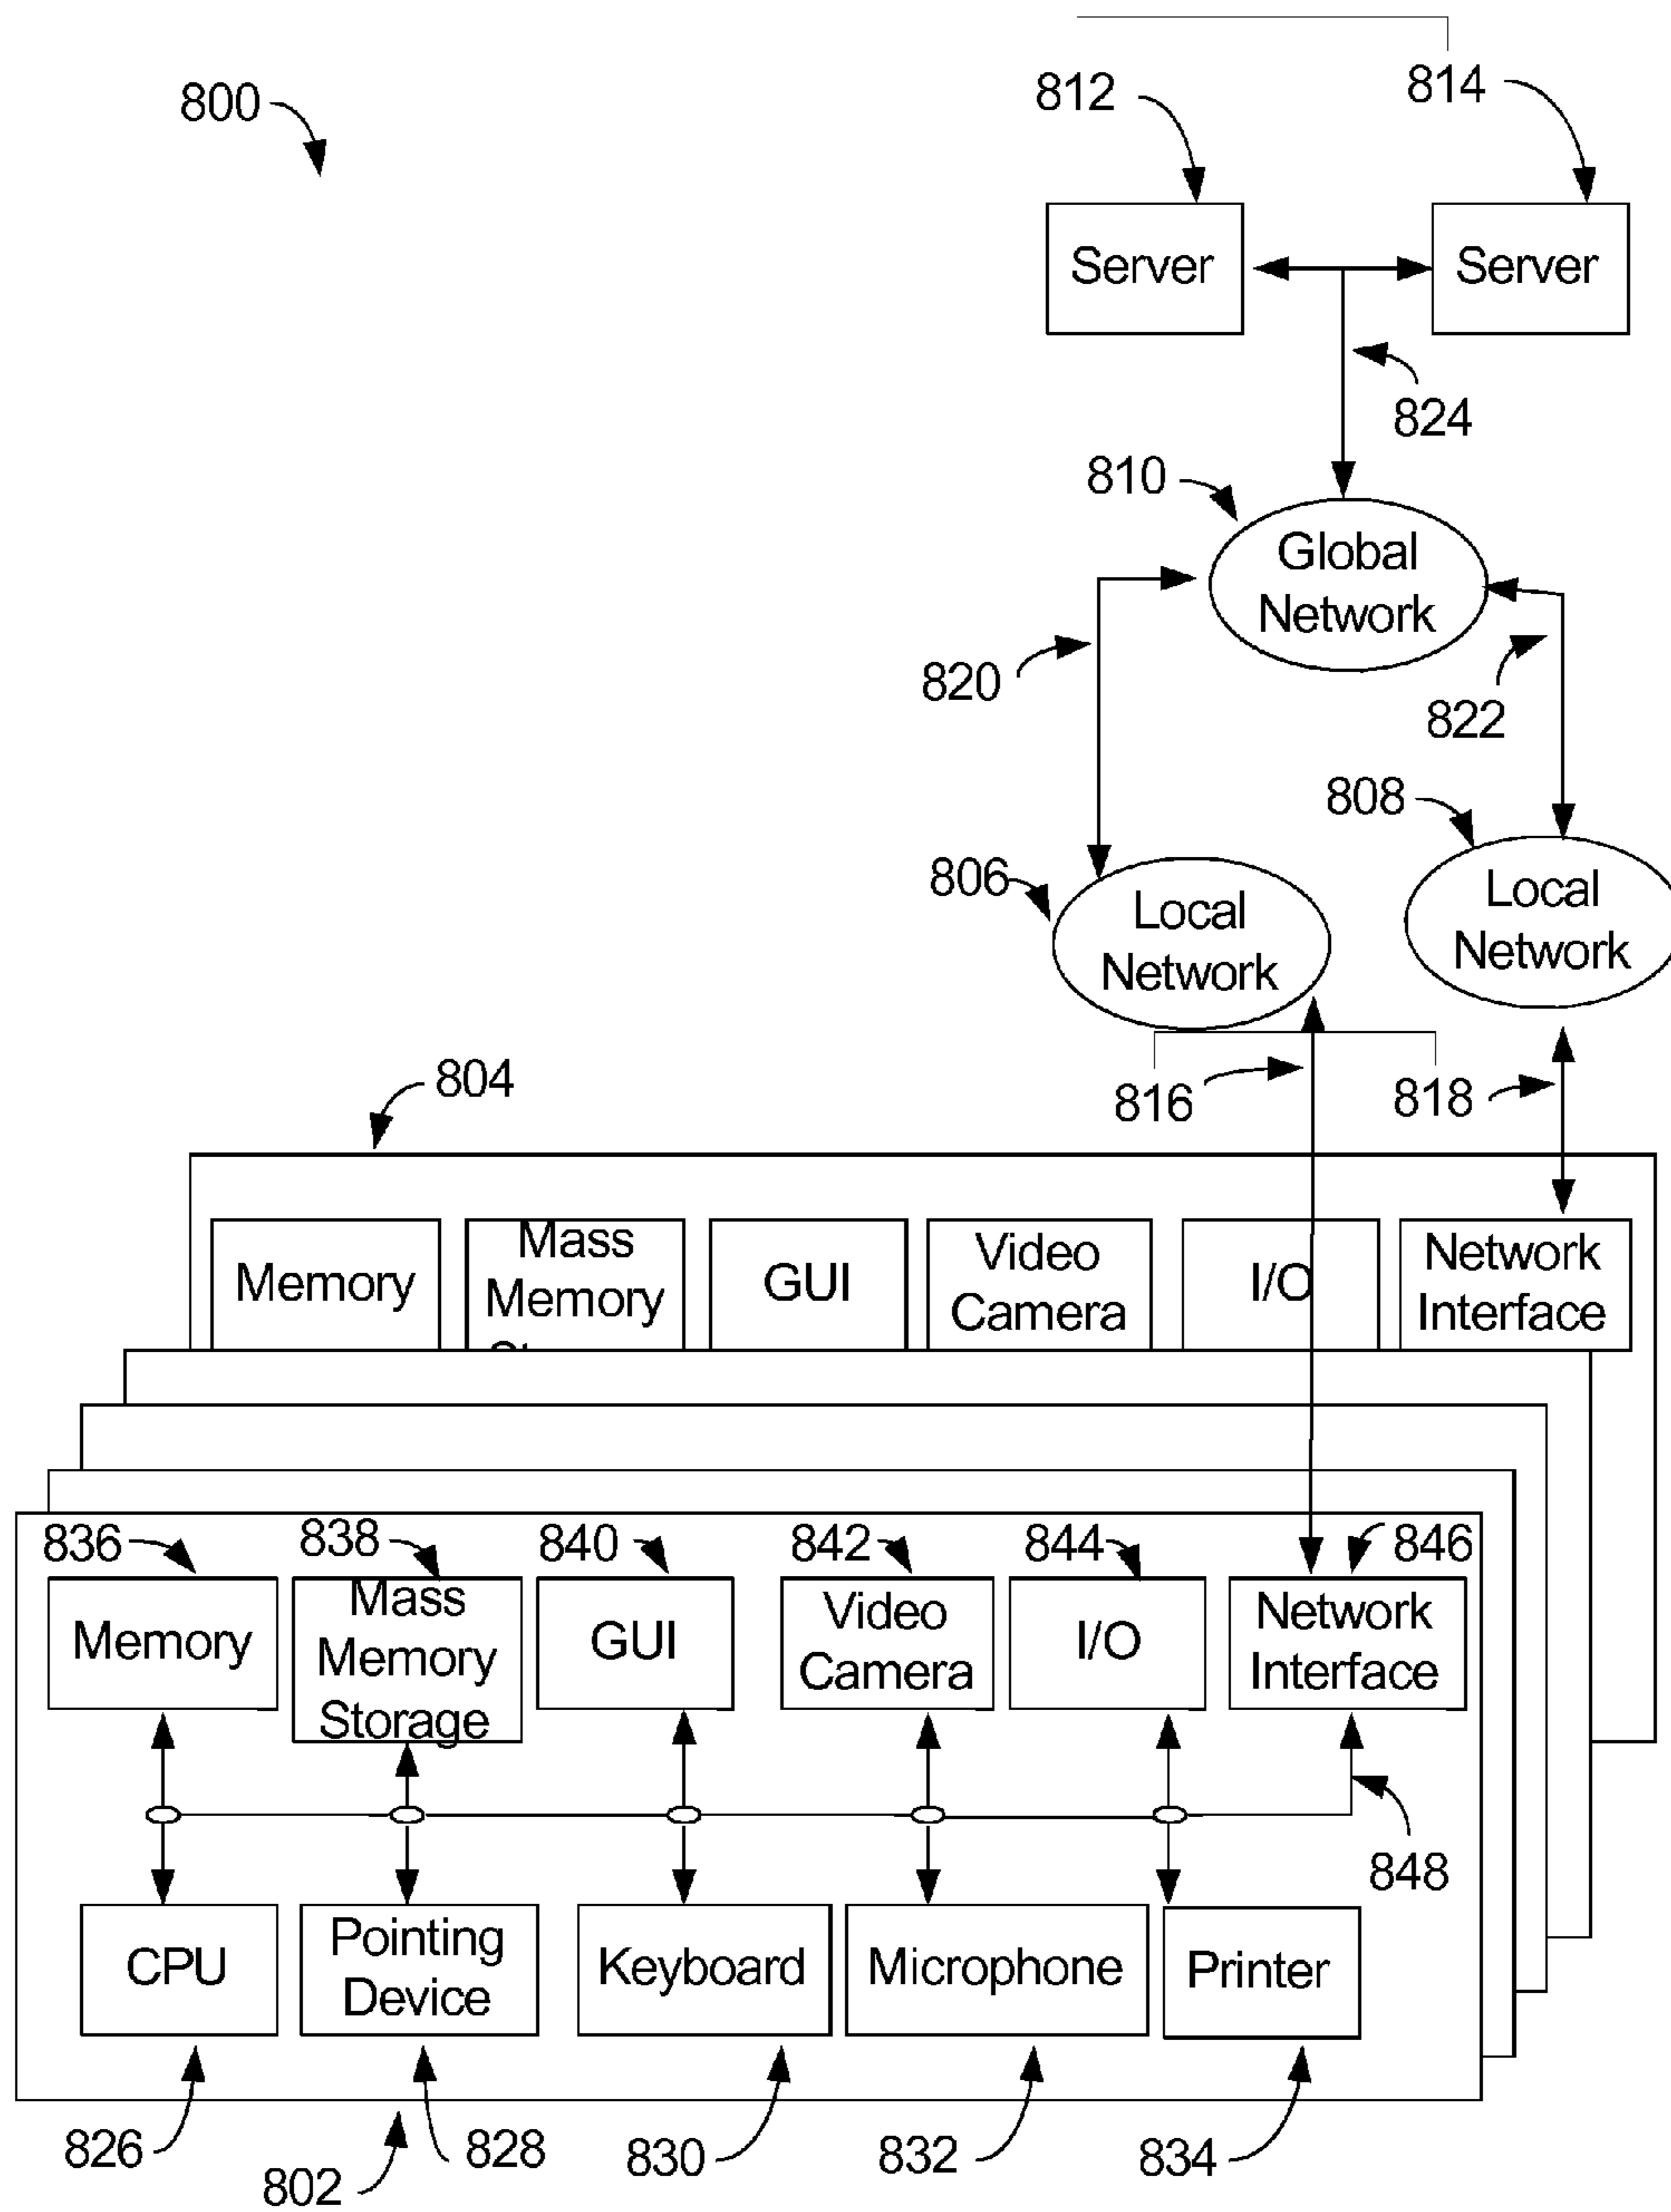 800
812
814
Server
Server
824
810
Global
Network
820
822
808
806
Local
Network
Local
Network
804
816
818
Memory
Mass
Memory
GUI
Video
Camera
I/O
Network
Interface
836
838
840
842
844
846
Memory
Mass
Memory
Storage
GUI
Video
Camera
I/O
Network
Interface
848
CPU
Pointing
Device
Keyboard
Microphone
Printer
826
828
830
832
834
802